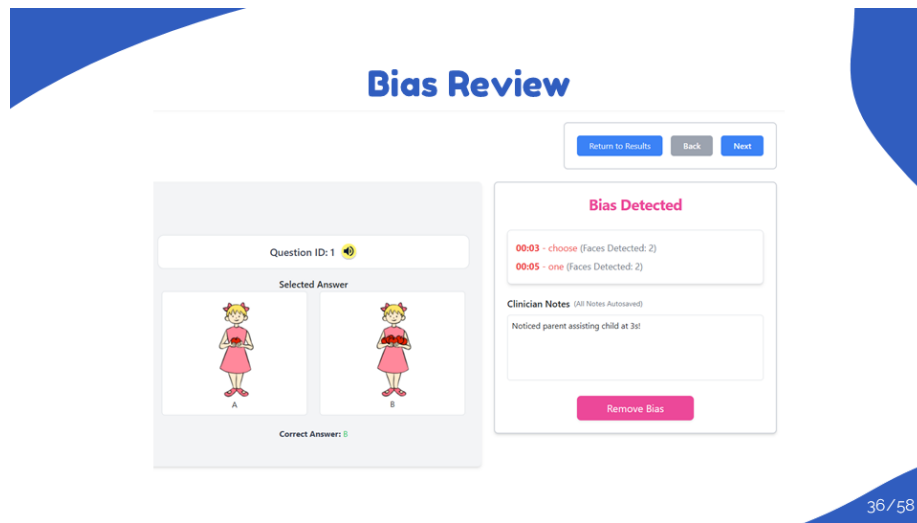 Bias Review
Return to Results Back Next
Question ID: 1
Selected Answer
A B
Correct Answer: B
Bias Detected
00:03 - choose (Faces Detected: 2)
00:05 - one (Faces Detected: 2)
Clinician Notes (All Notes Autosaved)
Noticed parent assisting child at 3s!
Remove Bias
36/58